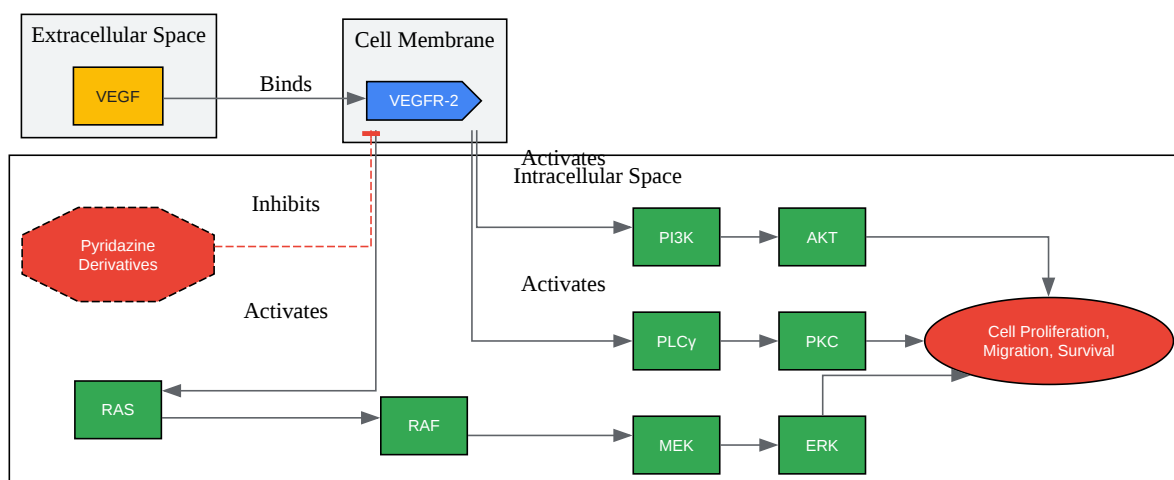 Extracellular Space
Cell Membrane
VEGF
Binds
VEGFR-2
Activates
Intracellular Space
Inhibits
Pyridazine
Derivatives
PI3K
AKT
Activates
Activates
Cell Proliferation,
Migration, Survival
PLCγ
PKC
RAS
RAF
MEK
ERK